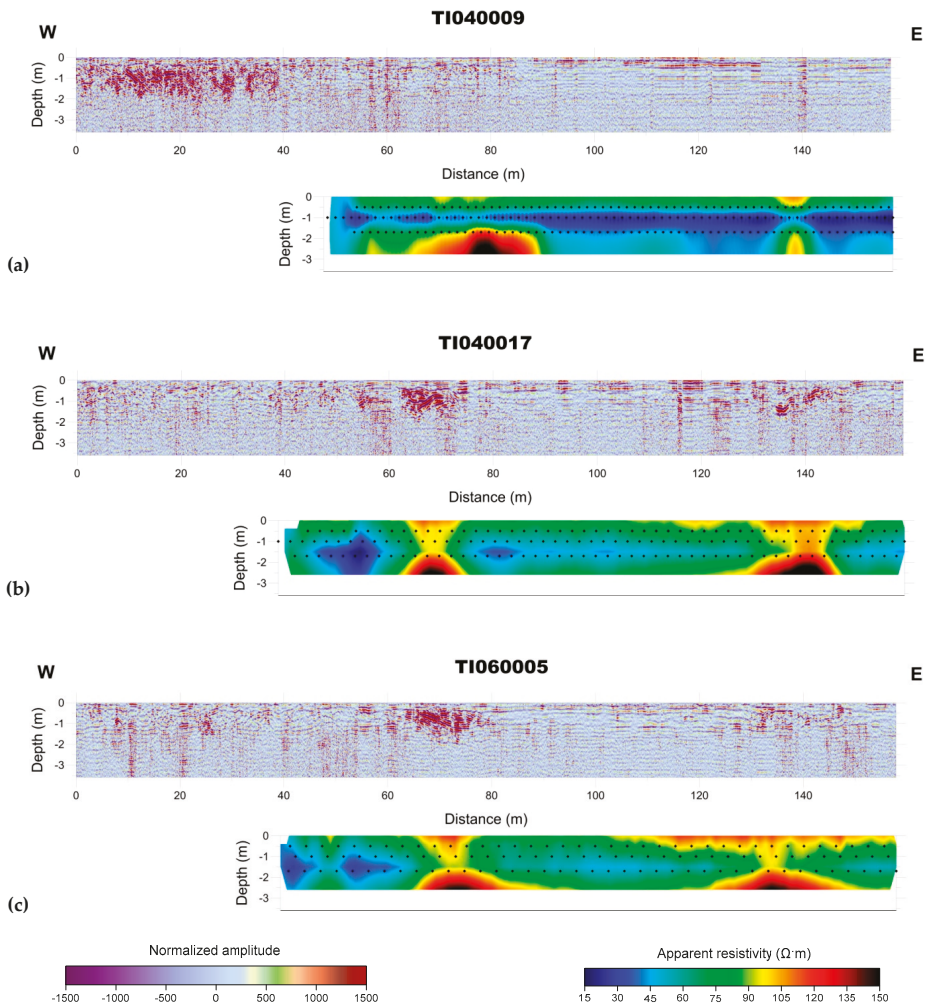 TI040009
W E
Depth (m)
0
-1
-2
-3
0 20 40 60 80 100 120 140
Distance (m)
Depth (m)
0
-1
-2
-3
(a)
TI040017
W E
Depth (m)
0
-1
-2
-3
0 20 40 60 80 100 120 140
Distance (m)
Depth (m)
0
-1
-2
-3
(b)
TI060005
W E
Depth (m)
0
-1
-2
-3
0 20 40 60 80 100 120 140
Distance (m)
Depth (m)
0
-1
-2
-3
(c)
Normalized amplitude
-1500 -1000 -500 0 500 1000 1500
Apparent resistivity (Ω·m)
15 30 45 60 75 90 105 120 135 150